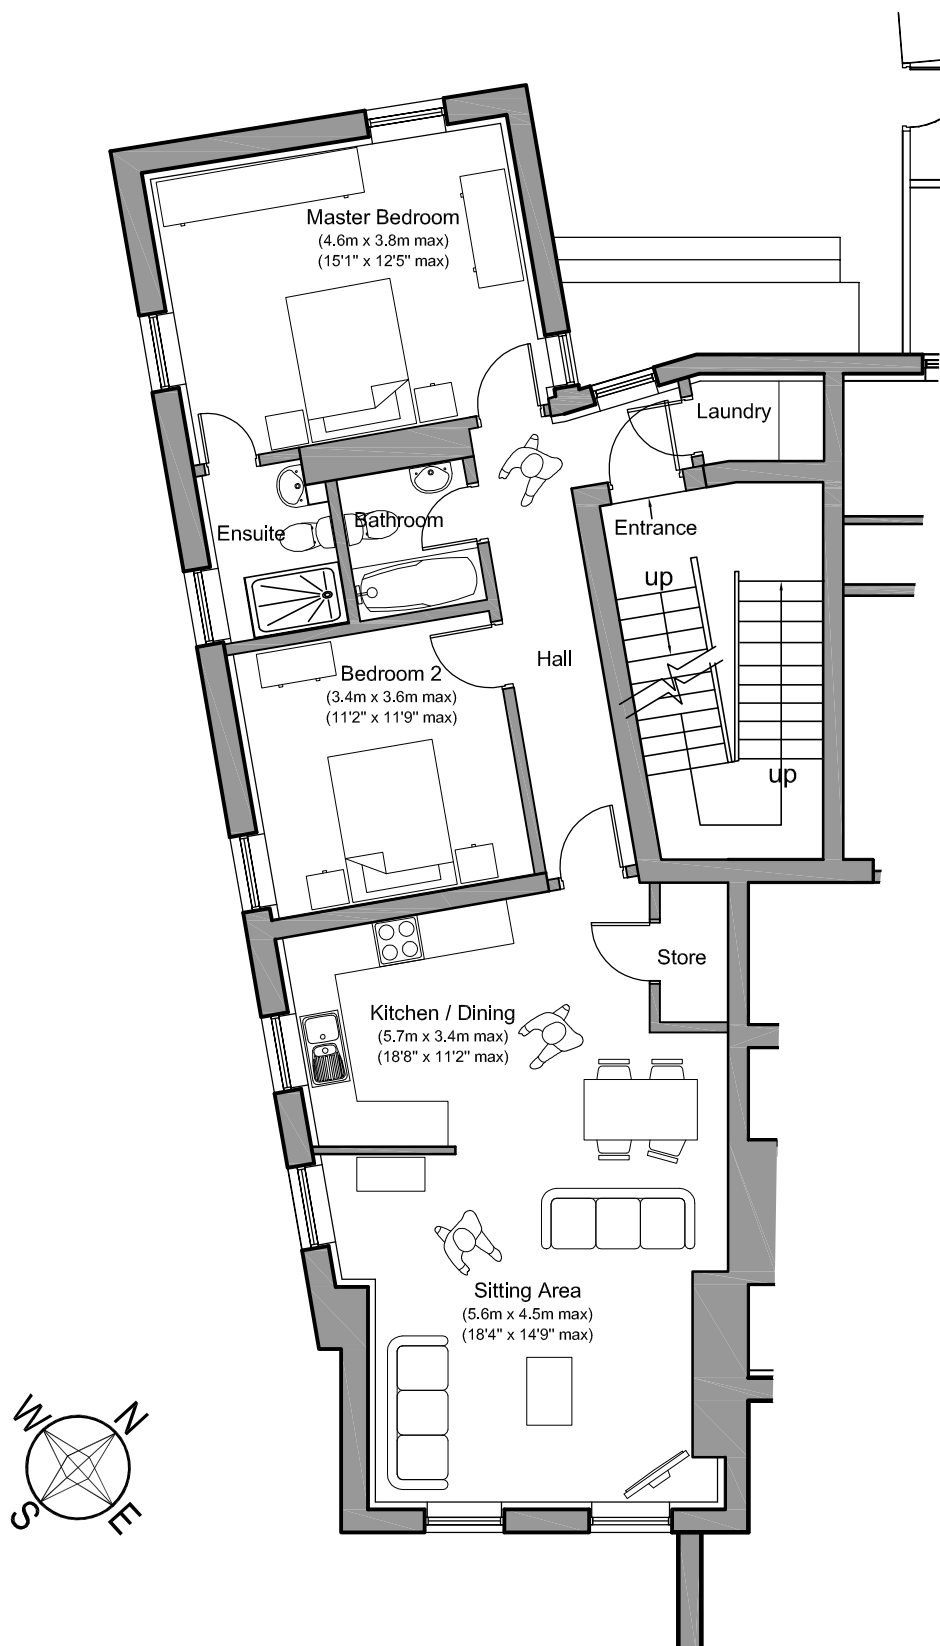 Master Bedroom
(4.6m x 3.8m max)
(15'1" x 12'5" max)
Laundry
Ensuite
Bathroom
Entrance
up
Hall
Bedroom 2
(3.4m x 3.6m max)
(11'2" x 11'9" max)
up
Store
Kitchen / Dining
(5.7m x 3.4m max)
(18'8" x 11'2" max)
Sitting Area
(5.6m x 4.5m max)
(18'4" x 14'9" max)
W
N
S
E